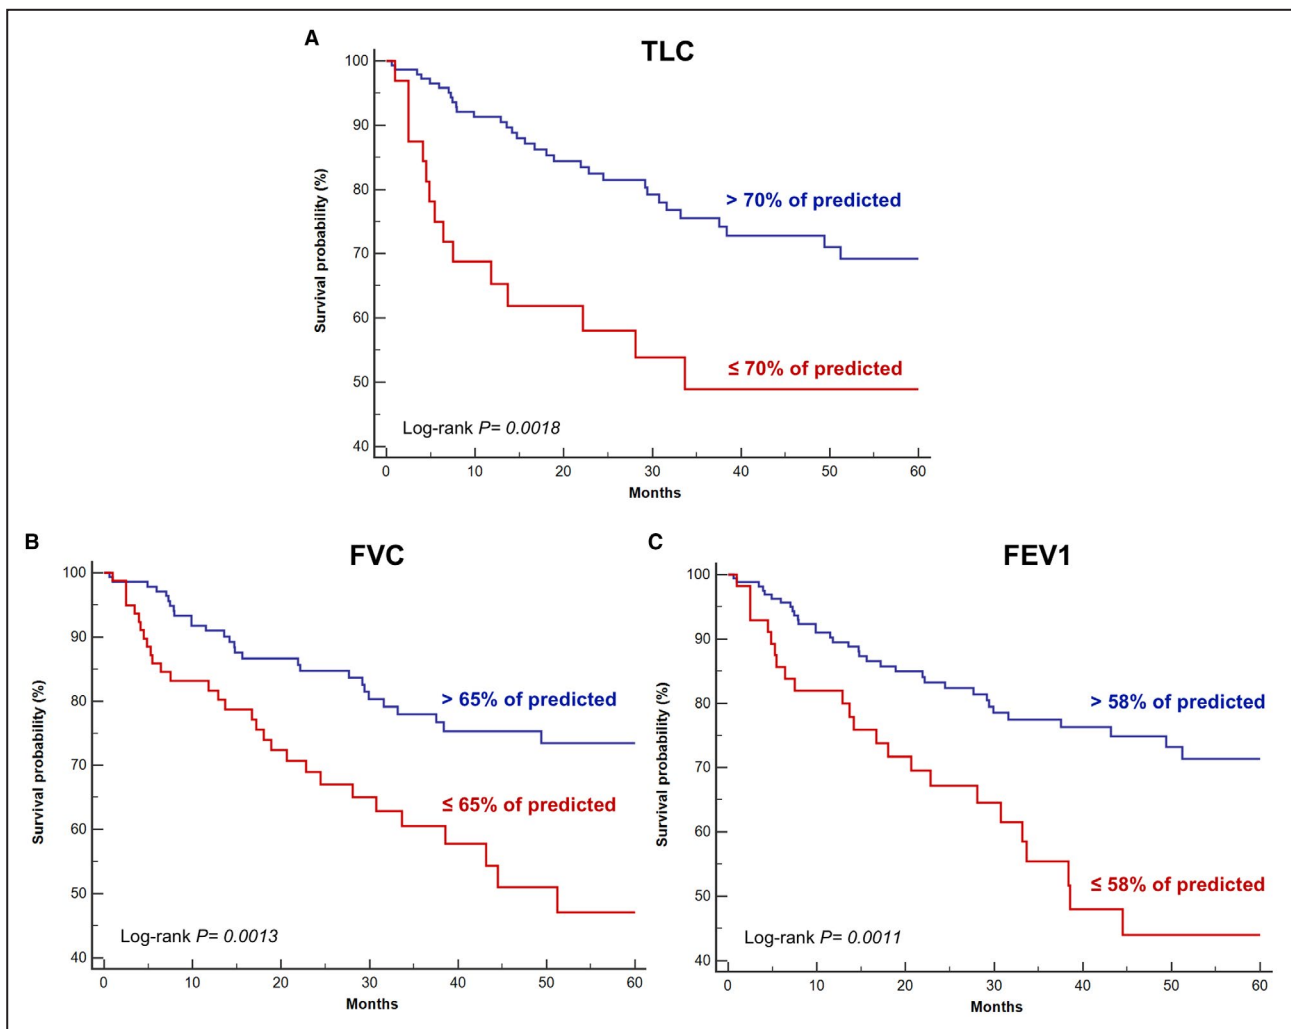 A
TLC
100
90
80
70
60
50
40
Survival probability (%)
> 70% of predicted
≤ 70% of predicted
Log-rank P= 0.0018
0 10 20 30 40 50 60
Months
B
FVC
100
90
80
70
60
50
40
Survival probability (%)
> 65% of predicted
≤ 65% of predicted
Log-rank P= 0.0013
0 10 20 30 40 50 60
Months
C
FEV1
100
90
80
70
60
50
40
Survival probability (%)
> 58% of predicted
≤ 58% of predicted
Log-rank P= 0.0011
0 10 20 30 40 50 60
Months